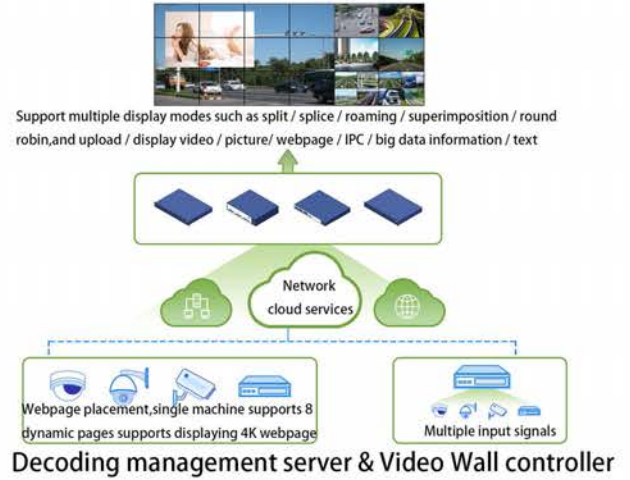 Support multiple display modes such as split / splice / roaming / superimposition / round
robin,and upload / display video / picture/ webpage / IPC / big data information / text
Network
cloud services
Webpage placement,single machine supports 8
dynamic pages supports displaying 4K webpage
Multiple input signals
Decoding management server & Video Wall controller